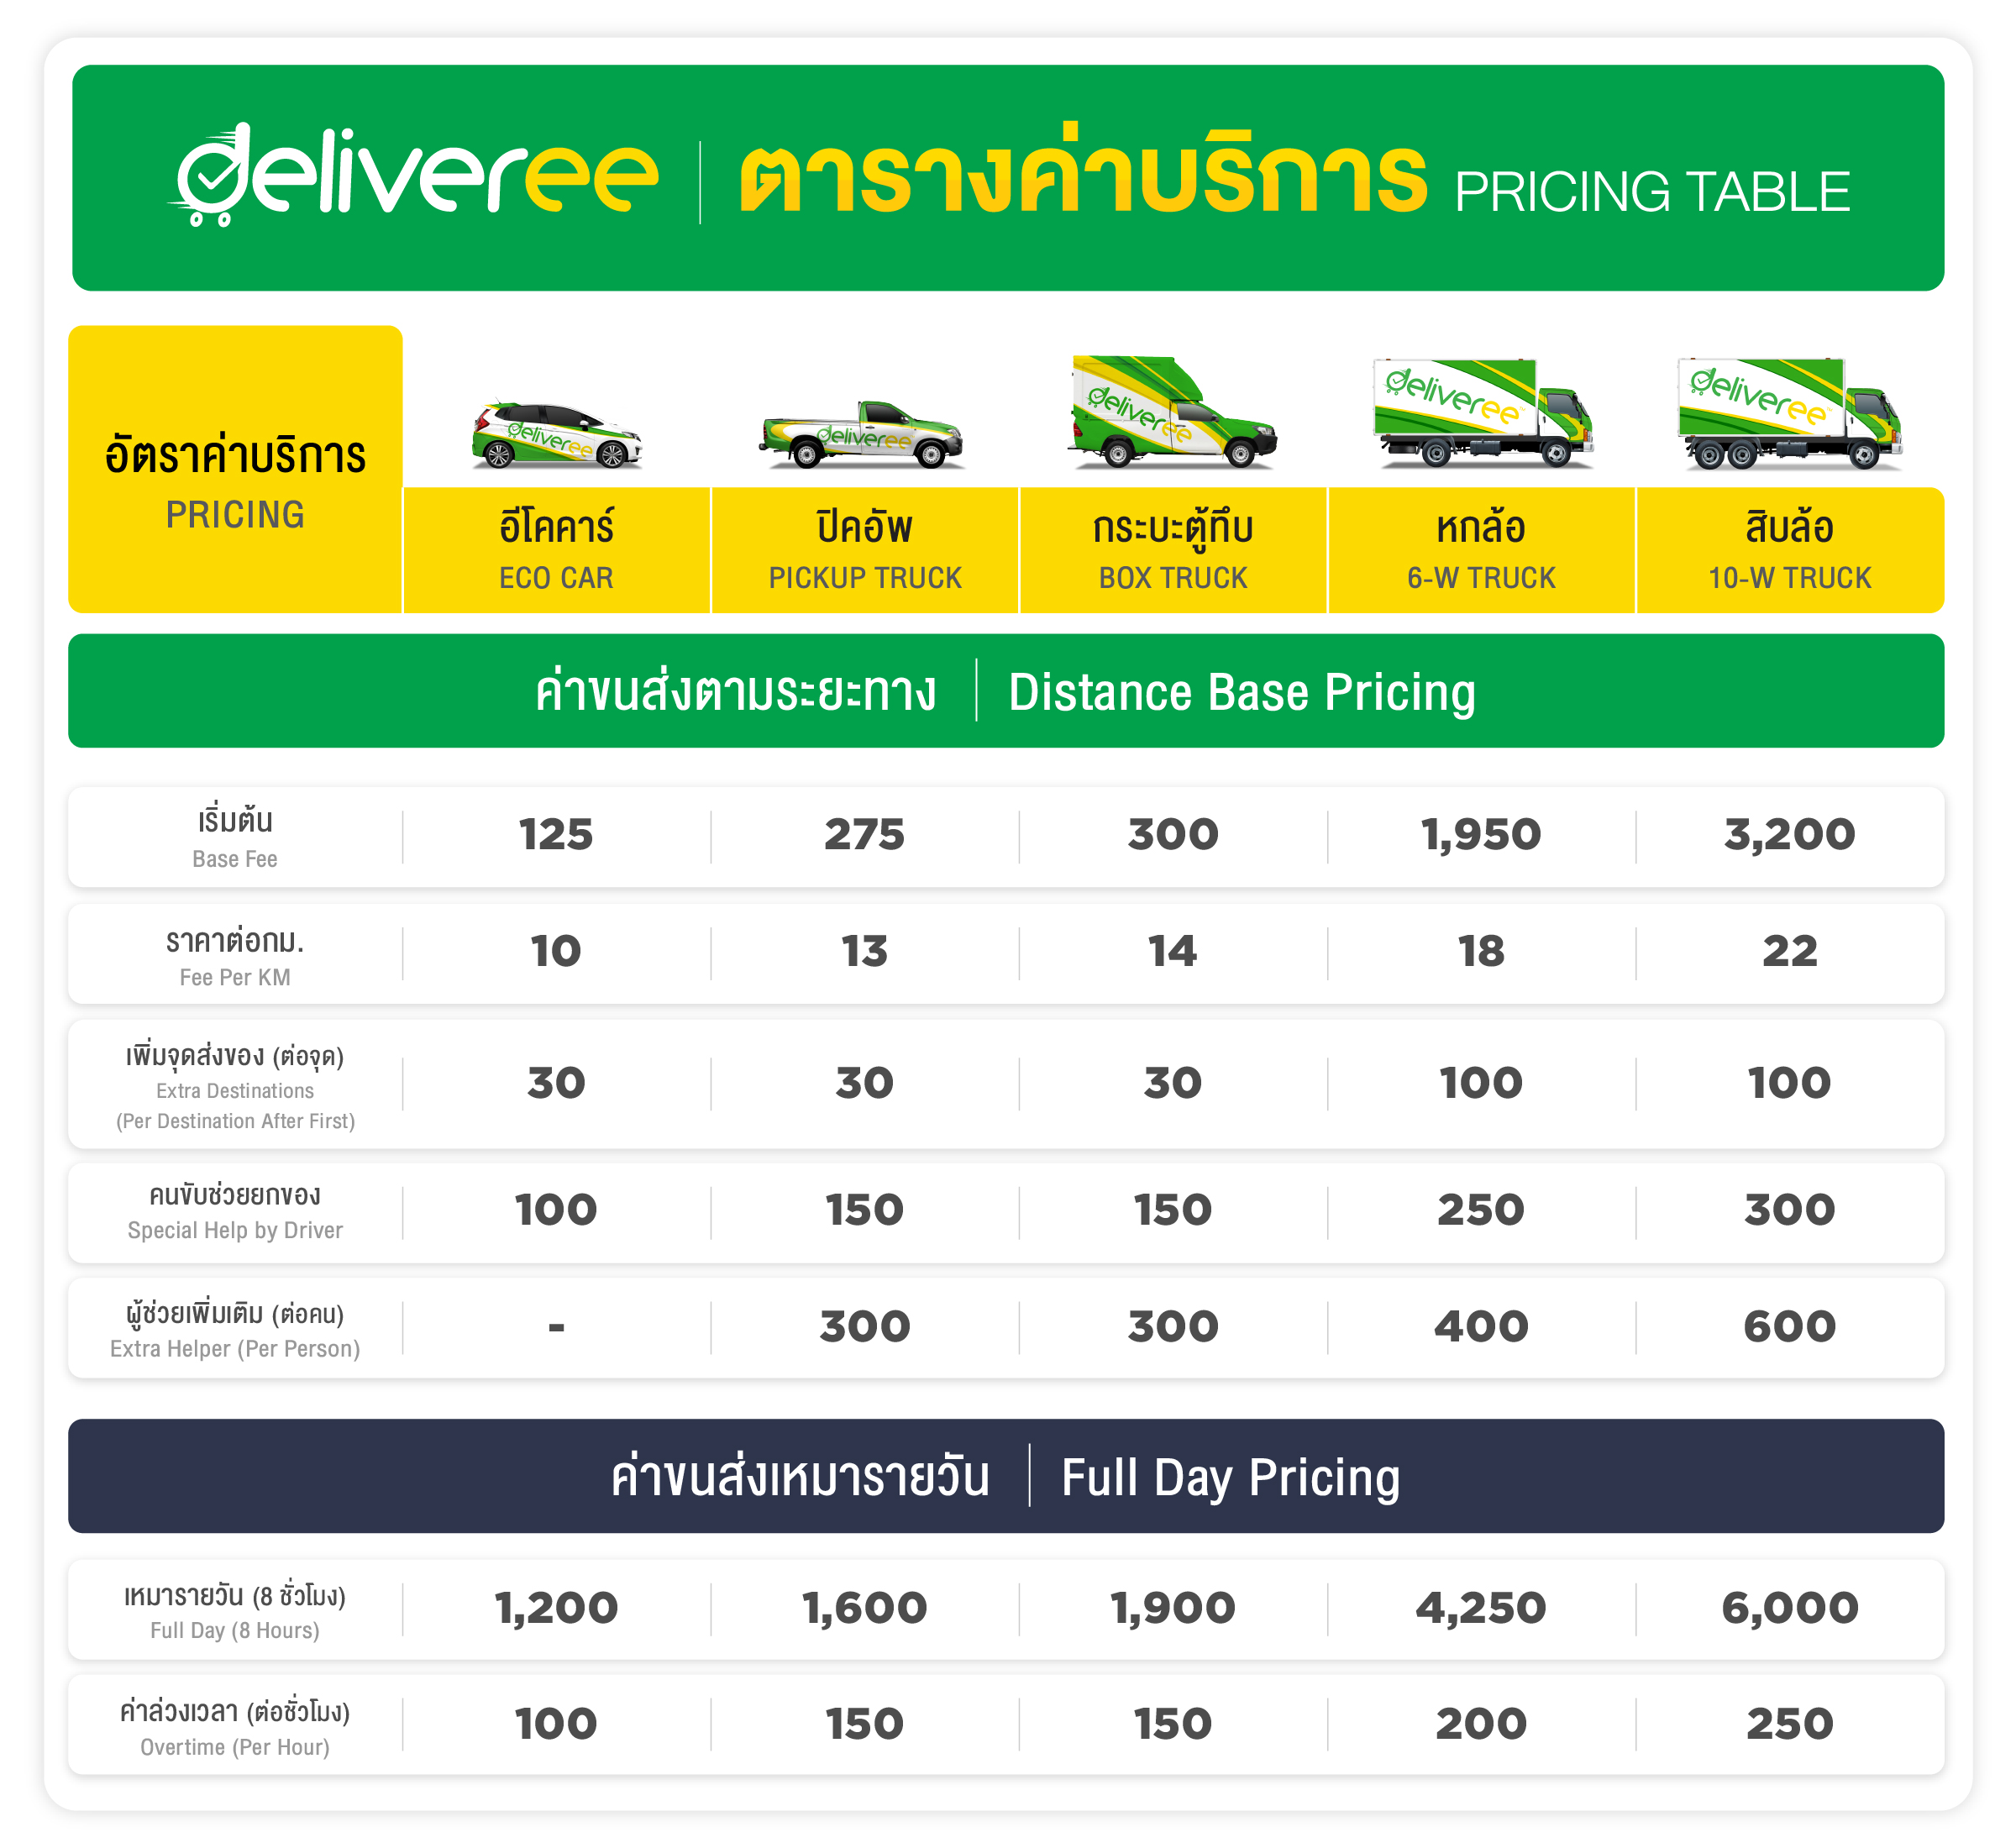 deliveree
ตารางค่าบริการ PRICING TABLE
อัตราค่าบริการ
PRICING
deliveree
deliveree
deliveree
deliveree
deliveree
อีโคคาร์
ECO CAR
ปิคอัพ
PICKUP TRUCK
กระบะตู้ทึบ
BOX TRUCK
หกล้อ
6-W TRUCK
สิบล้อ
10-W TRUCK
ค่าขนส่งตามระยะทาง Distance Base Pricing
เริ่มต้น
Base Fee
125 275 300 1,950 3,200
ราคาต่อกม.
Fee Per KM
10 13 14 18 22
เพิ่มจุดส่งของ (ต่อจุด)
Extra Destinations
(Per Destination After First)
30 30 30 100 100
คนขับช่วยยกของ
Special Help by Driver
100 150 150 250 300
ผู้ช่วยเพิ่มเติม (ต่อคน)
Extra Helper (Per Person)
- 300 300 400 600
ค่าขนส่งเหมารายวัน Full Day Pricing
เหมารายวัน (8 ชั่วโมง)
Full Day (8 Hours)
1,200 1,600 1,900 4,250 6,000
ค่าล่วงเวลา (ต่อชั่วโมง)
Overtime (Per Hour)
100 150 150 200 250